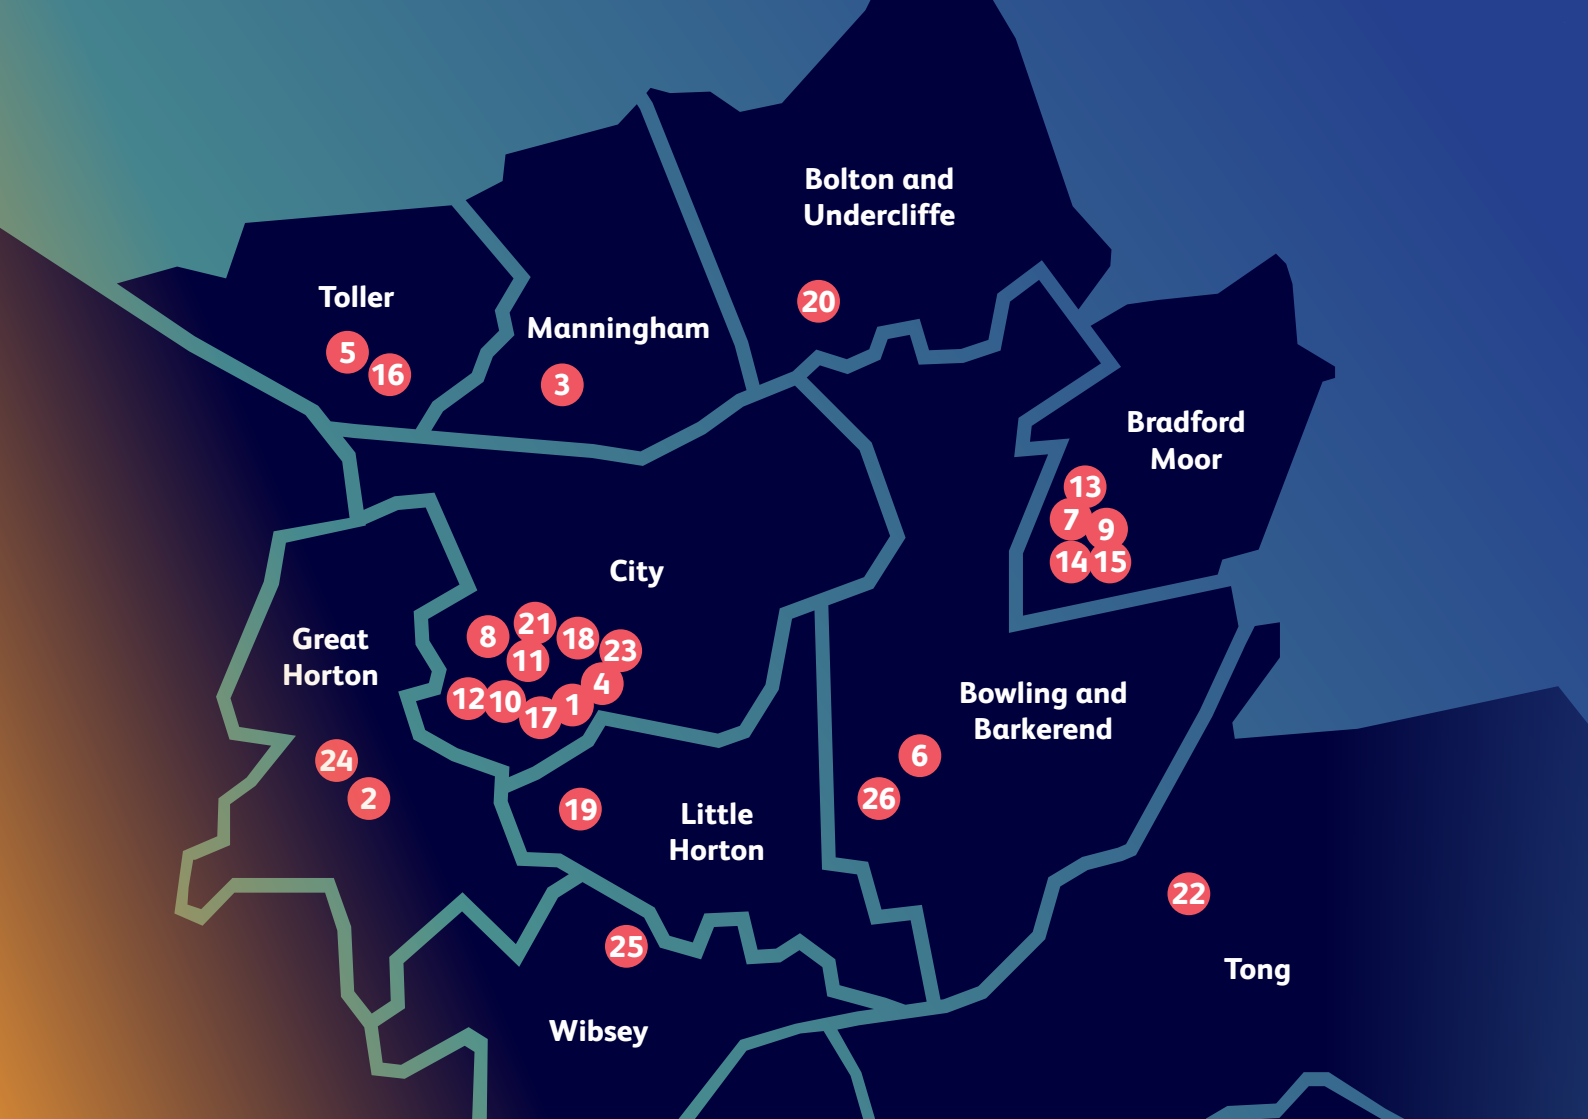 Bolton and
Undercliffe
20
Toller
5
16
Manningham
3
Bradford
Moor
13
7
9
14
15
City
8
21
18
23
11
4
12
10
17
1
Great
Horton
24
2
Bowling and
Barkerend
6
26
19
Little
Horton
22
Tong
25
Wibsey